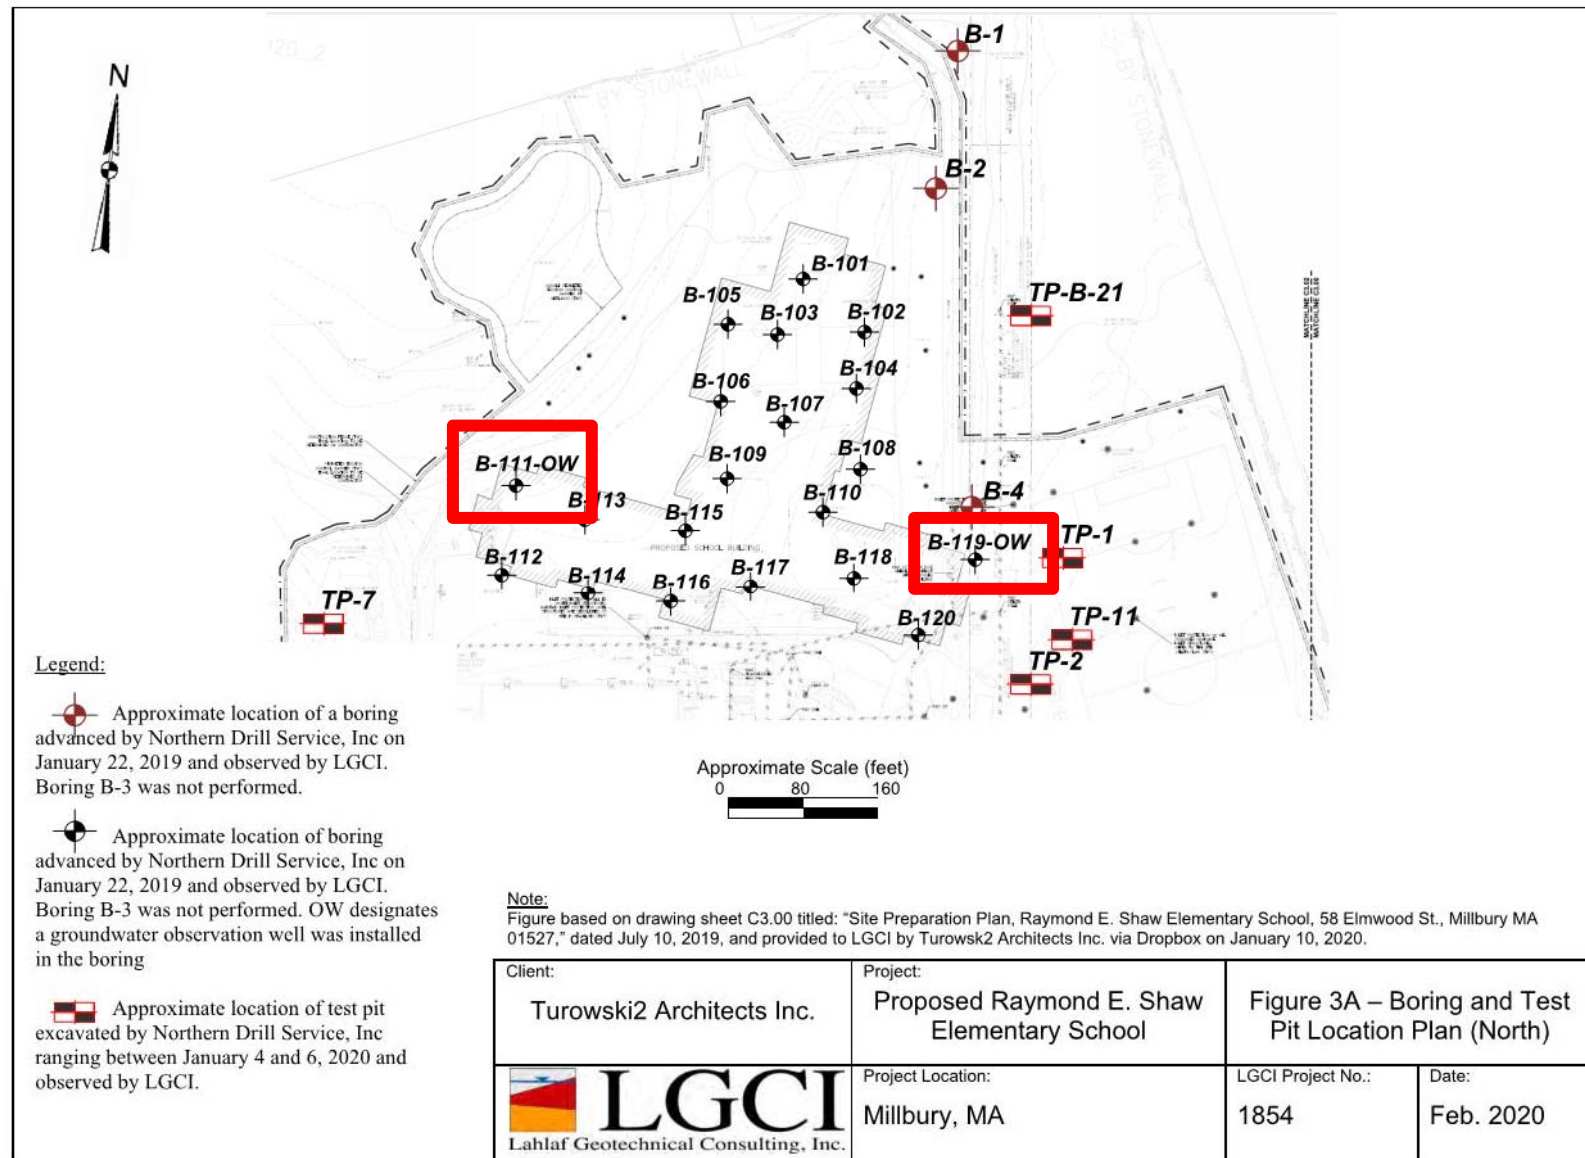 N
BY STONEWALL
BY STONEWALL
B-1
B-2
B-101
TP-B-21
B-105
B-103
B-102
MATCHLINE C3.02
B-104
B-106
B-107
B-111-OW
B-109
B-108
B-113
B-115
B-110
B-4
B-119-OW
TP-1
PROPOSED SCHOOL BUILDING
B-112
B-114
B-116
B-117
B-118
B-120
TP-7
TP-11
TP-2
Legend:
Approximate location of a boring
advanced by Northern Drill Service, Inc on
January 22, 2019 and observed by LGCI.
Boring B-3 was not performed.
Approximate location of boring
advanced by Northern Drill Service, Inc on
January 22, 2019 and observed by LGCI.
Boring B-3 was not performed. OW designates
a groundwater observation well was installed
in the boring
Approximate location of test pit
excavated by Northern Drill Service, Inc
ranging between January 4 and 6, 2020 and
observed by LGCI.
Approximate Scale (feet)
0 80 160
Note:
Figure based on drawing sheet C3.00 titled: “Site Preparation Plan, Raymond E. Shaw Elementary School, 58 Elmwood St., Millbury MA
01527,” dated July 10, 2019, and provided to LGCI by Turowsk2 Architects Inc. via Dropbox on January 10, 2020.
Client:
Turowski2 Architects Inc.
Project:
Proposed Raymond E. Shaw
Elementary School
Figure 3A – Boring and Test
Pit Location Plan (North)
LGCI
Lahlaf Geotechnical Consulting, Inc.
Project Location:
Millbury, MA
LGCI Project No.:
1854
Date:
Feb. 2020